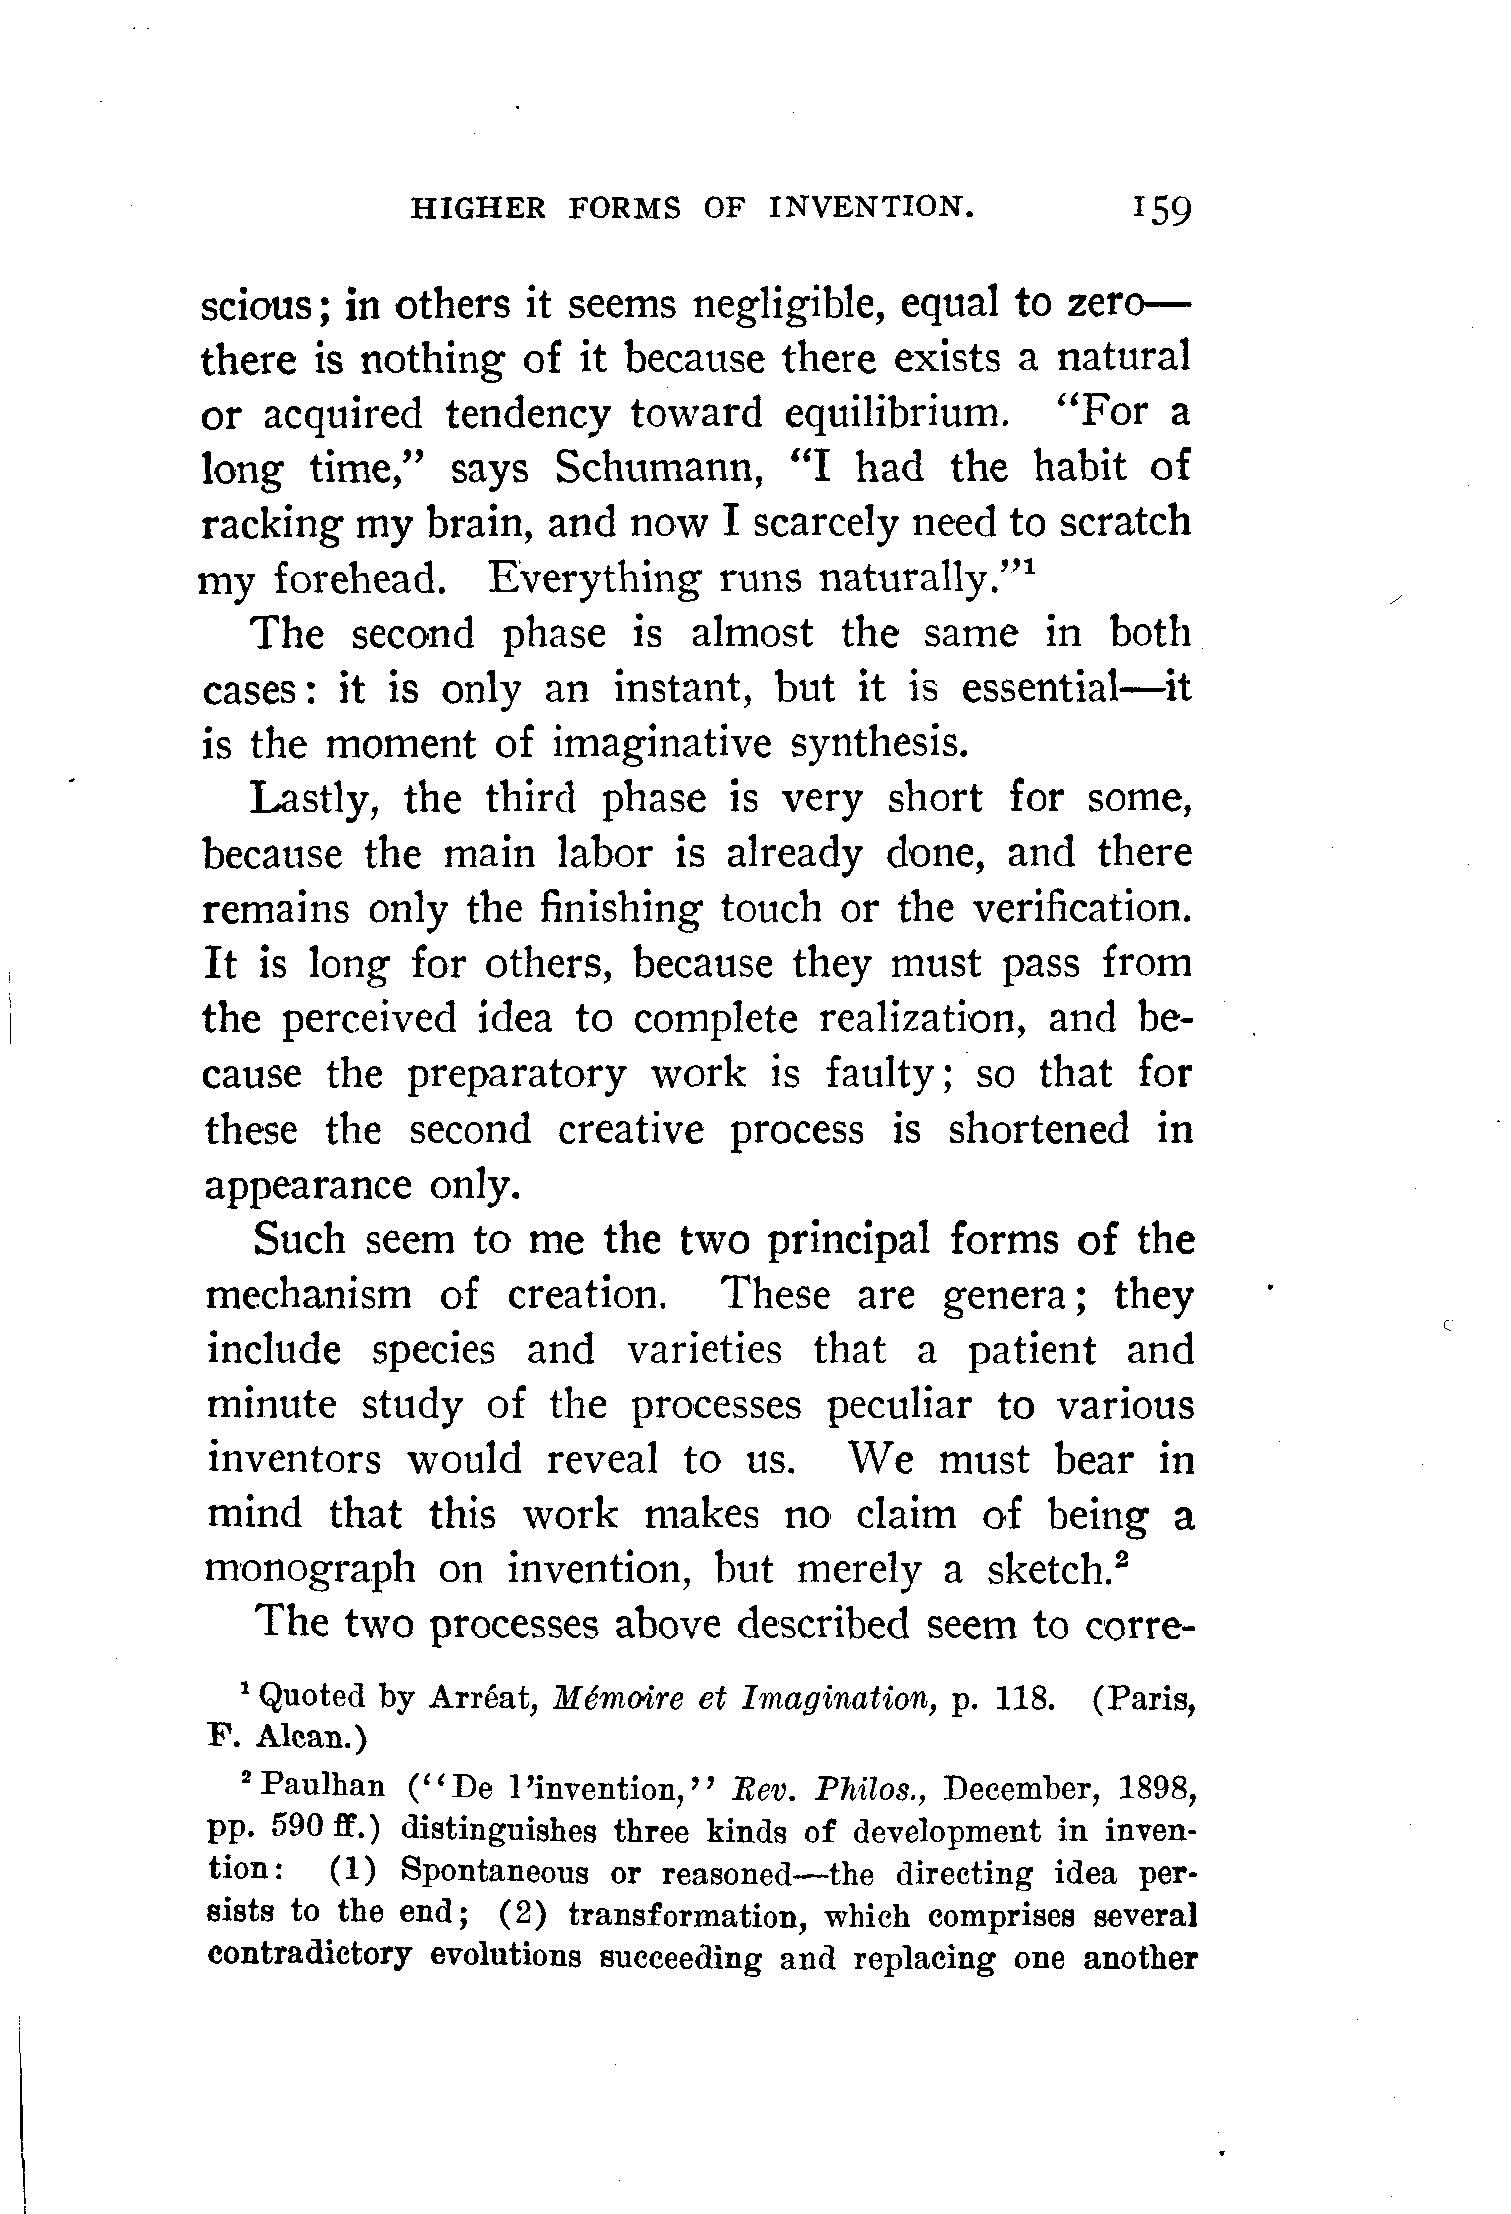 HIGHER FORMS OF INVENTION. 159
scious; in others it seems negligible, equal to zero—
there is nothing of it because there exists a natural
or acquired tendency toward equilibrium. “For a
long time,” says Schumann, “I had the habit of
racking my brain, and now I scarcely need to scratch
my forehead. Everything runs naturally.”¹
The second phase is almost the same in both
cases: it is only an instant, but it is essential—it
is the moment of imaginative synthesis.
Lastly, the third phase is very short for some,
because the main labor is already done, and there
remains only the finishing touch or the verification.
It is long for others, because they must pass from
the perceived idea to complete realization, and be-
cause the preparatory work is faulty; so that for
these the second creative process is shortened in
appearance only.
Such seem to me the two principal forms of the
mechanism of creation. These are genera; they
include species and varieties that a patient and
minute study of the processes peculiar to various
inventors would reveal to us. We must bear in
mind that this work makes no claim of being a
monograph on invention, but merely a sketch.²
The two processes above described seem to corre-
¹ Quoted by Arréat, Mémoire et Imagination, p. 118. (Paris,
F. Alcan.)
² Paulhan (“De l’invention,” Rev. Philos., December, 1898,
pp. 590 ff.) distinguishes three kinds of development in inven-
tion: (1) Spontaneous or reasoned—the directing idea per-
sists to the end; (2) transformation, which comprises several
contradictory evolutions succeeding and replacing one another